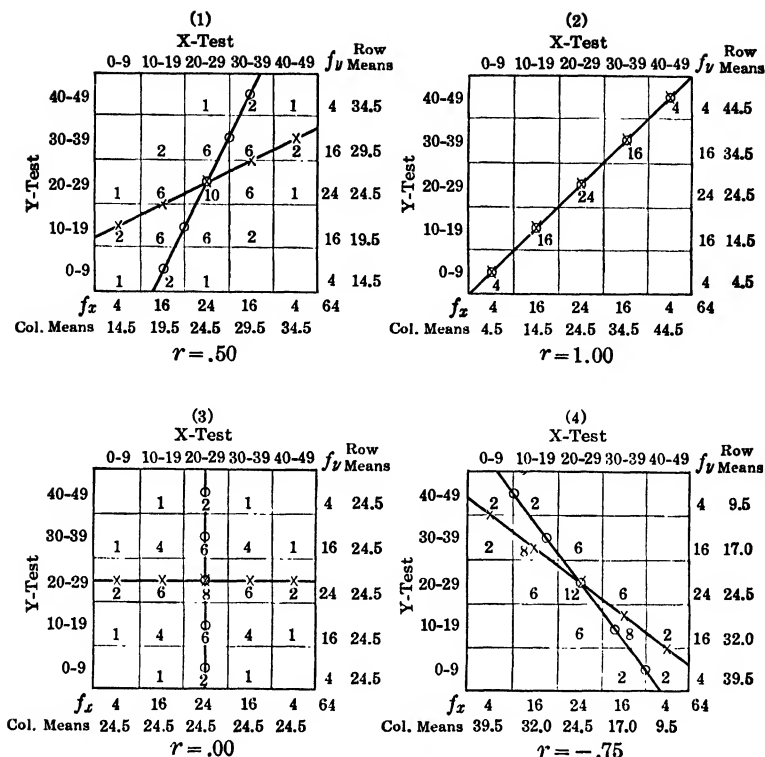 (1)
X-Test
0-9 10-19 20-29 30-39 40-49 fy Row Means
Y-Test
40-49 1 2 1 4 34.5
30-39 2 6 6 2 16 29.5
20-29 1 6 10 6 1 24 24.5
10-19 2 6 6 2 16 19.5
0-9 1 2 1 4 14.5
fx 4 16 24 16 4 64
Col. Means 14.5 19.5 24.5 29.5 34.5
r = .50
(2)
X-Test
0-9 10-19 20-29 30-39 40-49 fy Row Means
Y-Test
40-49 4 4 44.5
30-39 16 16 34.5
20-29 24 24 24.5
10-19 16 16 14.5
0-9 4 4 4.5
fx 4 16 24 16 4 64
Col. Means 4.5 14.5 24.5 34.5 44.5
r = 1.00
(3)
X-Test
0-9 10-19 20-29 30-39 40-49 fy Row Means
Y-Test
40-49 1 2 1 4 24.5
30-39 1 4 6 4 1 16 24.5
20-29 2 6 8 6 2 24 24.5
10-19 1 4 6 4 1 16 24.5
0-9 1 2 1 4 24.5
fx 4 16 24 16 4 64
Col. Means 24.5 24.5 24.5 24.5 24.5
r = .00
(4)
X-Test
0-9 10-19 20-29 30-39 40-49 fy Row Means
Y-Test
40-49 2 4 9.5
30-39 2 8 6 16 17.0
20-29 6 12 6 24 24.5
10-19 6 8 2 16 32.0
0-9 2 2 4 39.5
fx 4 16 24 16 4 64
Col. Means 39.5 32.0 24.5 17.0 9.5
r = -.75